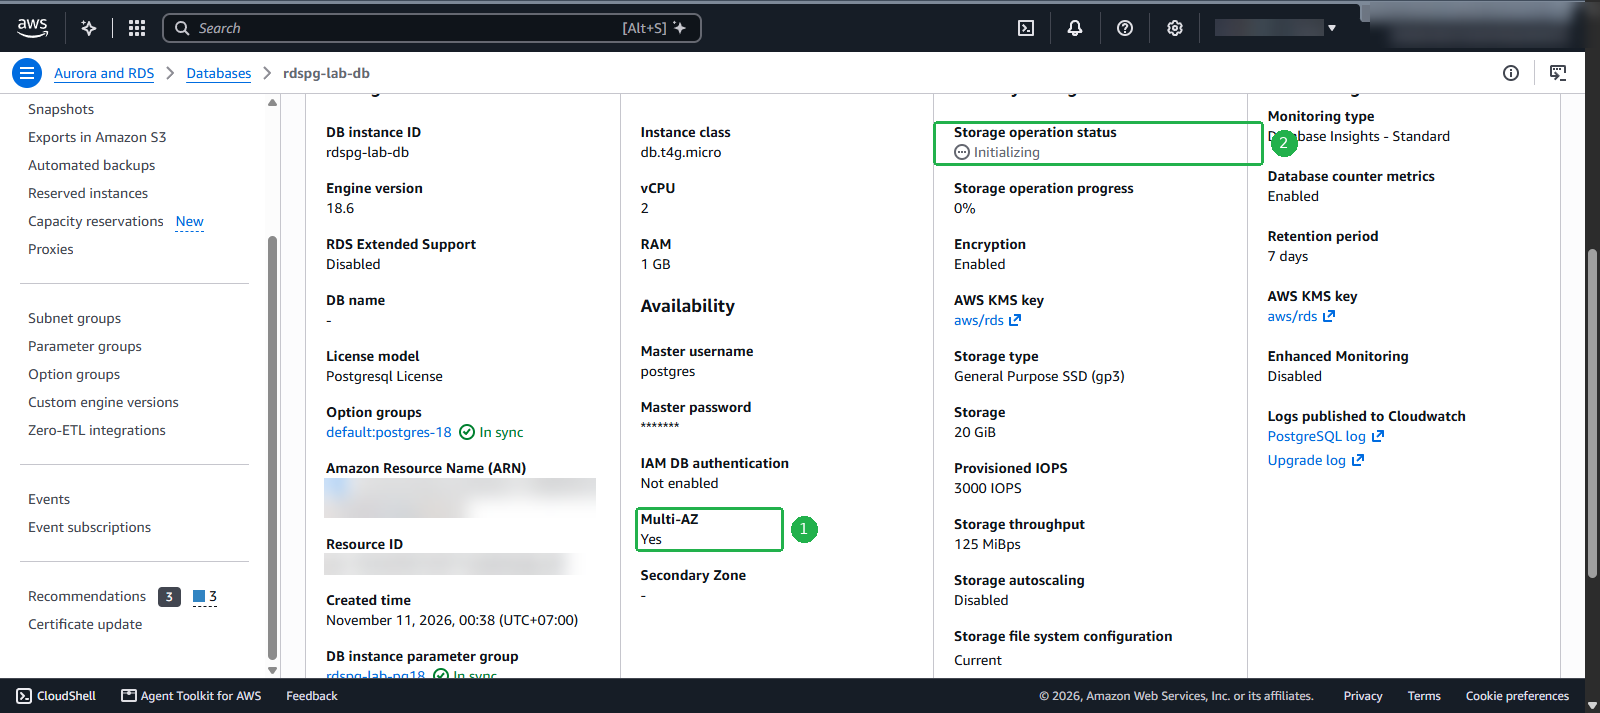 aws
Search
[Alt+S]
Aurora and RDS
Databases
rdspg-lab-db
Snapshots
Exports in Amazon S3
Automated backups
Reserved instances
Capacity reservations New
Proxies
Subnet groups
Parameter groups
Option groups
Custom engine versions
Zero-ETL integrations
Events
Event subscriptions
Recommendations 3 3
Certificate update
DB instance ID
rdspg-lab-db
Engine version
18.6
RDS Extended Support
Disabled
DB name
-
License model
Postgresql License
Option groups
default:postgres-18 In sync
Amazon Resource Name (ARN)
Resource ID
Created time
November 11, 2026, 00:38 (UTC+07:00)
DB instance parameter group
rdspg-lab-pg18 In sync
Instance class
db.t4g.micro
vCPU
2
RAM
1 GB
Availability
Master username
postgres
Master password
*******
IAM DB authentication
Not enabled
Multi-AZ
Yes
1
Secondary Zone
-
Storage operation status
Initializing
2
Storage operation progress
0%
Encryption
Enabled
AWS KMS key
aws/rds
Storage type
General Purpose SSD (gp3)
Storage
20 GiB
Provisioned IOPS
3000 IOPS
Storage throughput
125 MiBps
Storage autoscaling
Disabled
Storage file system configuration
Current
Monitoring type
Insights - Standard
Database counter metrics
Enabled
Retention period
7 days
AWS KMS key
aws/rds
Enhanced Monitoring
Disabled
Logs published to Cloudwatch
PostgreSQL log
Upgrade log
CloudShell
Agent Toolkit for AWS
Feedback
© 2026, Amazon Web Services, Inc. or its affiliates.
Privacy
Terms
Cookie preferences